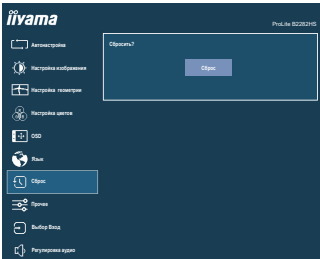 iiyama
ProLite B2282HS
Автонастройка
Сбросить?
Настройка изображения
Сброс
Настройка геометрии
Настройка цветов
OSD
Язык
Сброс
Прочее
Выбор Вход
Регулировка аудио